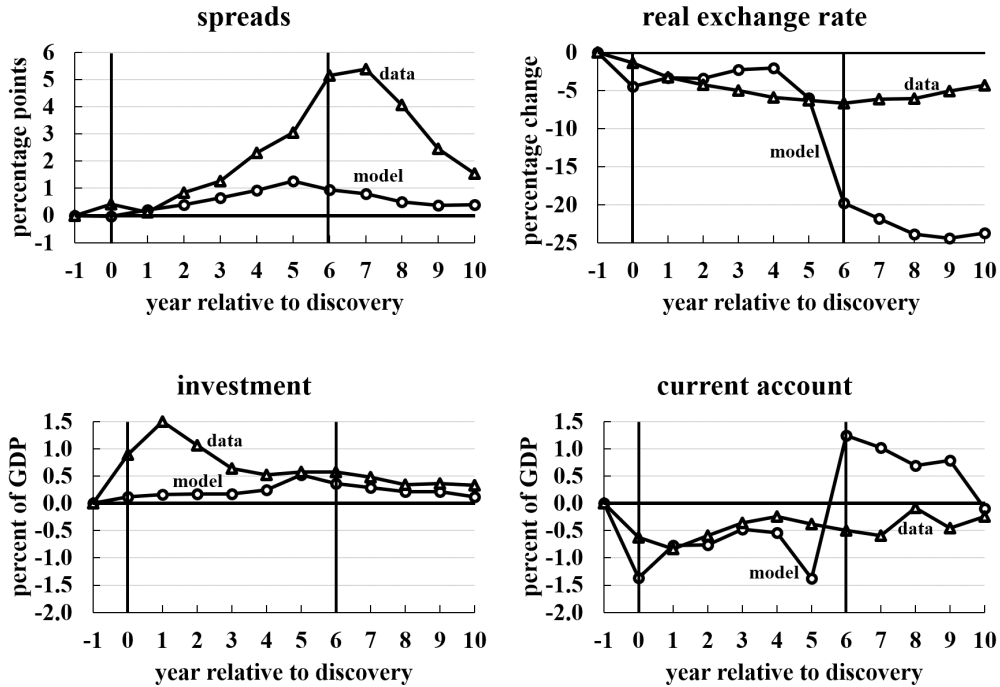 spreads
percentage points
6
5
4
3
2
1
0
-1
data
model
-1 0 1 2 3 4 5 6 7 8 9 10
year relative to discovery
real exchange rate
percentage change
0
-5
-10
-15
-20
-25
data
model
-1 0 1 2 3 4 5 6 7 8 9 10
year relative to discovery
investment
percent of GDP
1.5
1.0
0.5
0.0
-0.5
-1.0
-1.5
-2.0
data
model
-1 0 1 2 3 4 5 6 7 8 9 10
year relative to discovery
current account
percent of GDP
1.5
1.0
0.5
0.0
-0.5
-1.0
-1.5
-2.0
data
model
-1 0 1 2 3 4 5 6 7 8 9 10
year relative to discovery